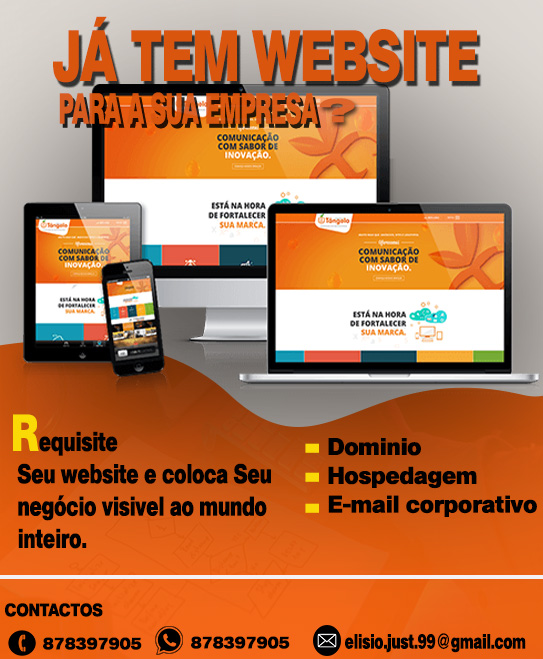 JÁ TEM WEBSITE
PARA A SUA EMPRESA?
COMUNICAÇÃO
COM SABOR DE
INOVAÇÃO.
ESTÁ NA HORA
DE FORTALECER
SUA MARCA.
Tângela
COMUNICAÇÃO
COM SABOR DE
INOVAÇÃO.
ESTÁ NA HORA
DE FORTALECER
SUA MARCA.
COMUNICAÇÃO
COM SABOR DE
INOVAÇÃO.
ESTÁ NA HORA
DE FORTALECER
SUA MARCA.
Requisite
Seu website e coloca Seu
negócio visivel ao mundo
inteiro.
Dominio
Hospedagem
E-mail corporativo
CONTACTOS
878397905
878397905
elisio.just.99@gmail.com